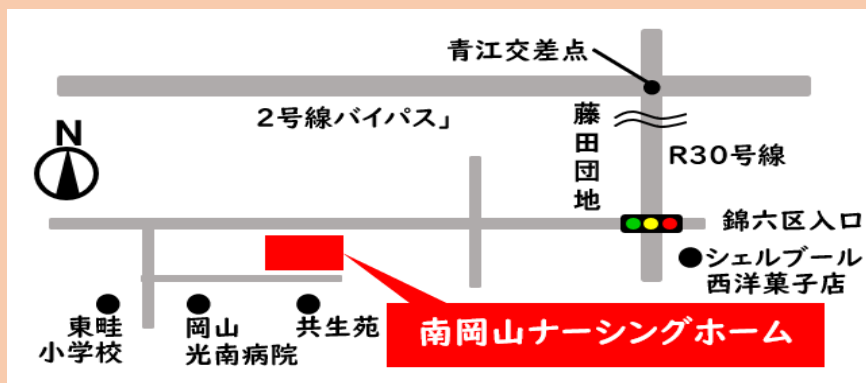 青江交差点
2号線バイパス」
藤田団地
R30号線
N
錦六区入口
シェルブール
西洋菓子店
東畦
小学校
岡山
光南病院
共生苑
南岡山ナーシングホーム